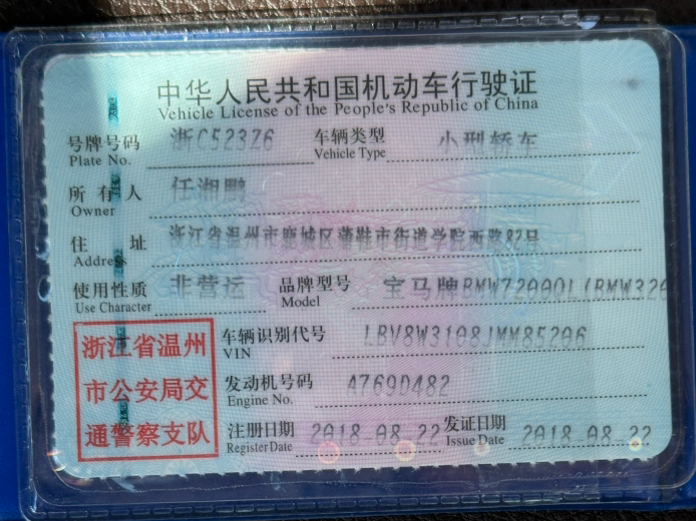 中华人民共和国机动车行驶证
Vehicle License of the People's Republic of China
号牌号码 浙C523Z6 车辆类型 小型轿车
Plate No. Vehicle Type
所有人 任湘鹏
Owner
住址 浙江省温州市鹿城区蒲鞋市街道学院西路82号
Address
使用性质 非营运 品牌型号 宝马牌BMW7200QL(BMW320
Use Character Model
浙江省温州 车辆识别代号 LBV8W3108JMM85206
VIN
市公安局交 发动机号码 A769D482
Engine No.
通警察支队 注册日期 2018-08-22 发证日期 2018-08-22
Register Date Issue Date